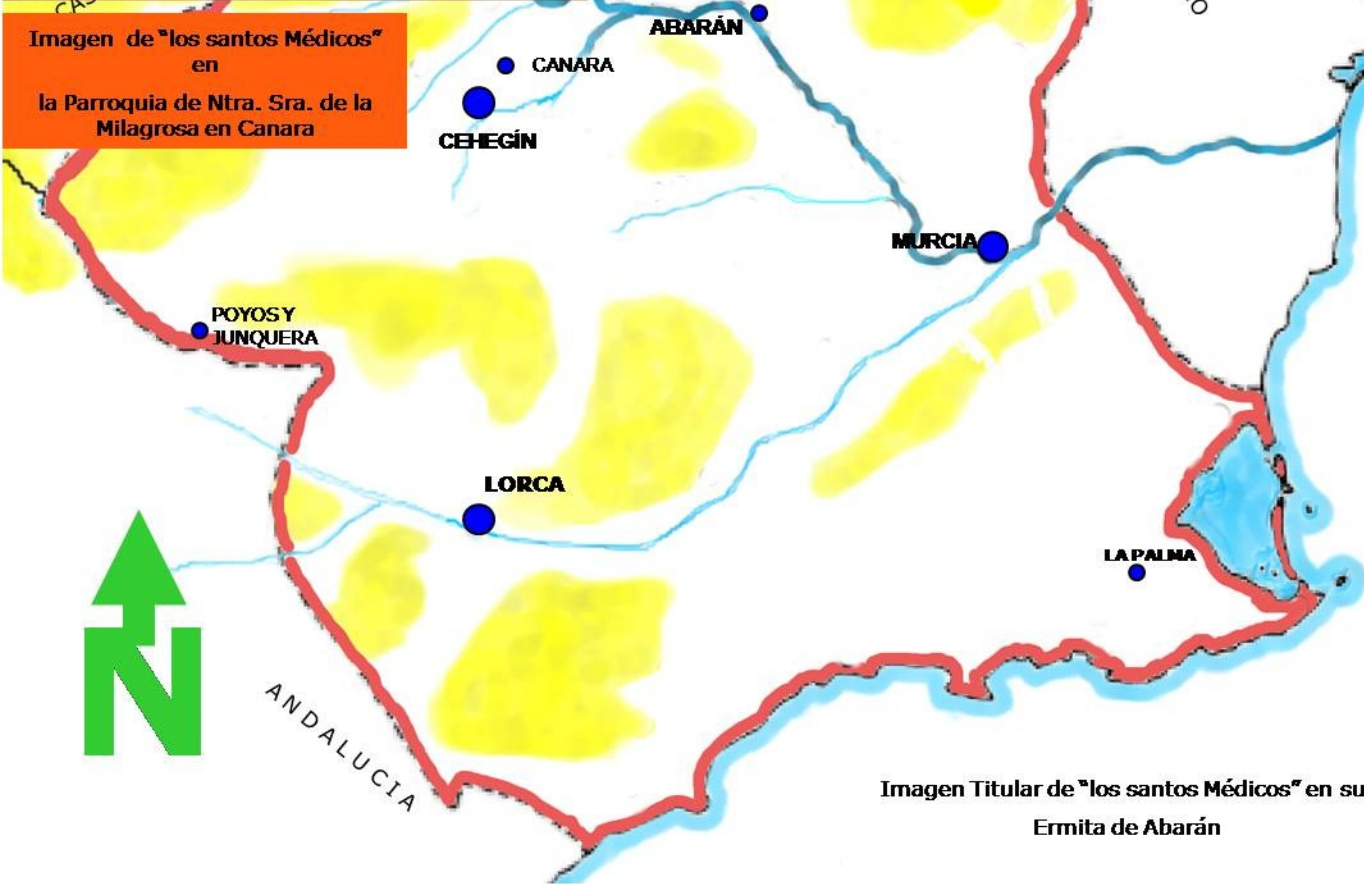 CAS
Imagen de "los santos Médicos"
en
la Parroquia de Ntra. Sra. de la
Milagrosa en Canara
ABARÁN
CANARA
CEHEGÍN
MURCIA
POYOS Y
JUNQUERA
LORCA
LA PALMA
N
ANDALUCIA
Imagen Titular de "los santos Médicos" en su
Ermita de Abarán